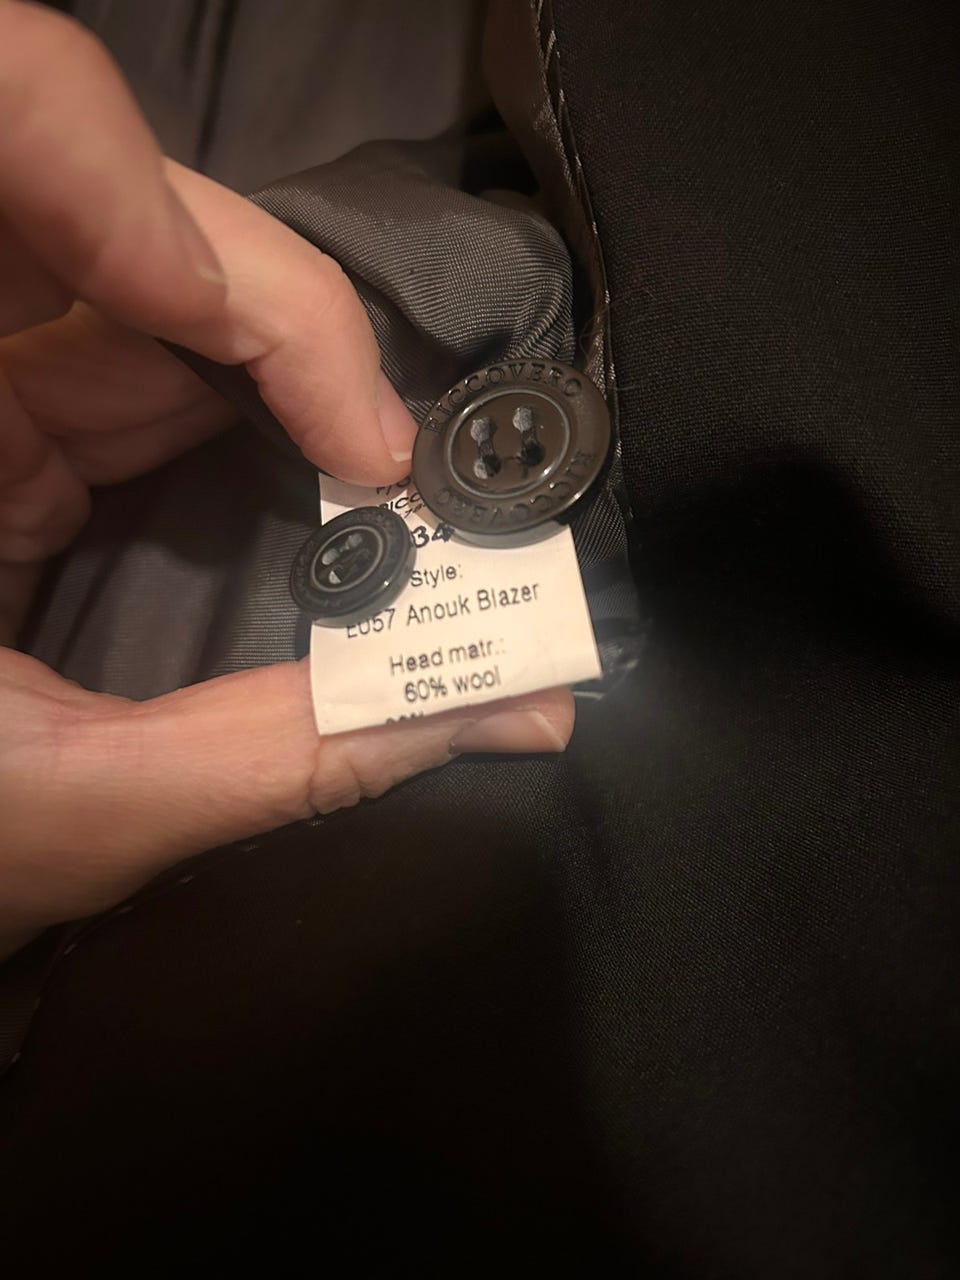 RICCOVERO
RICCOVERO
34
Style:
E057 Anouk Blazer
Head matr.:
60% wool